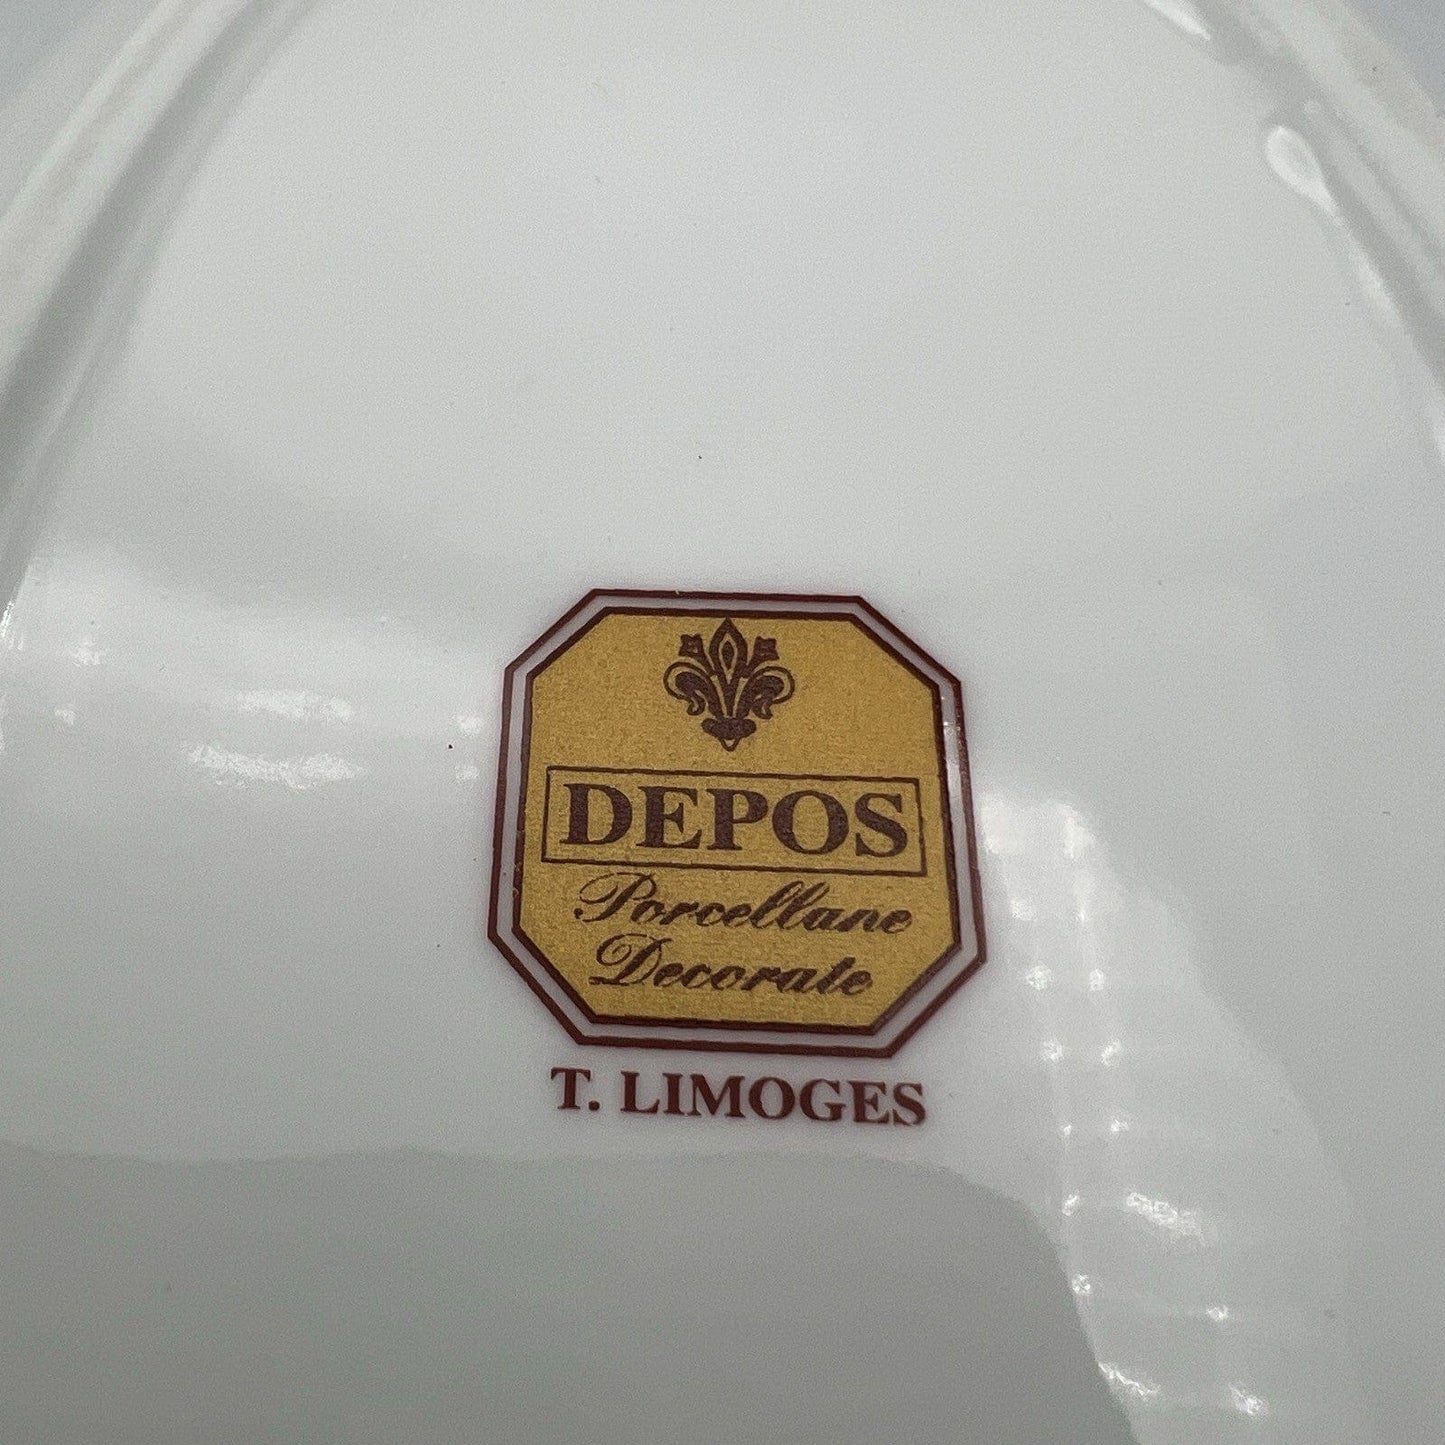 DEPOS
Porcellane
Decorate
T. LIMOGES